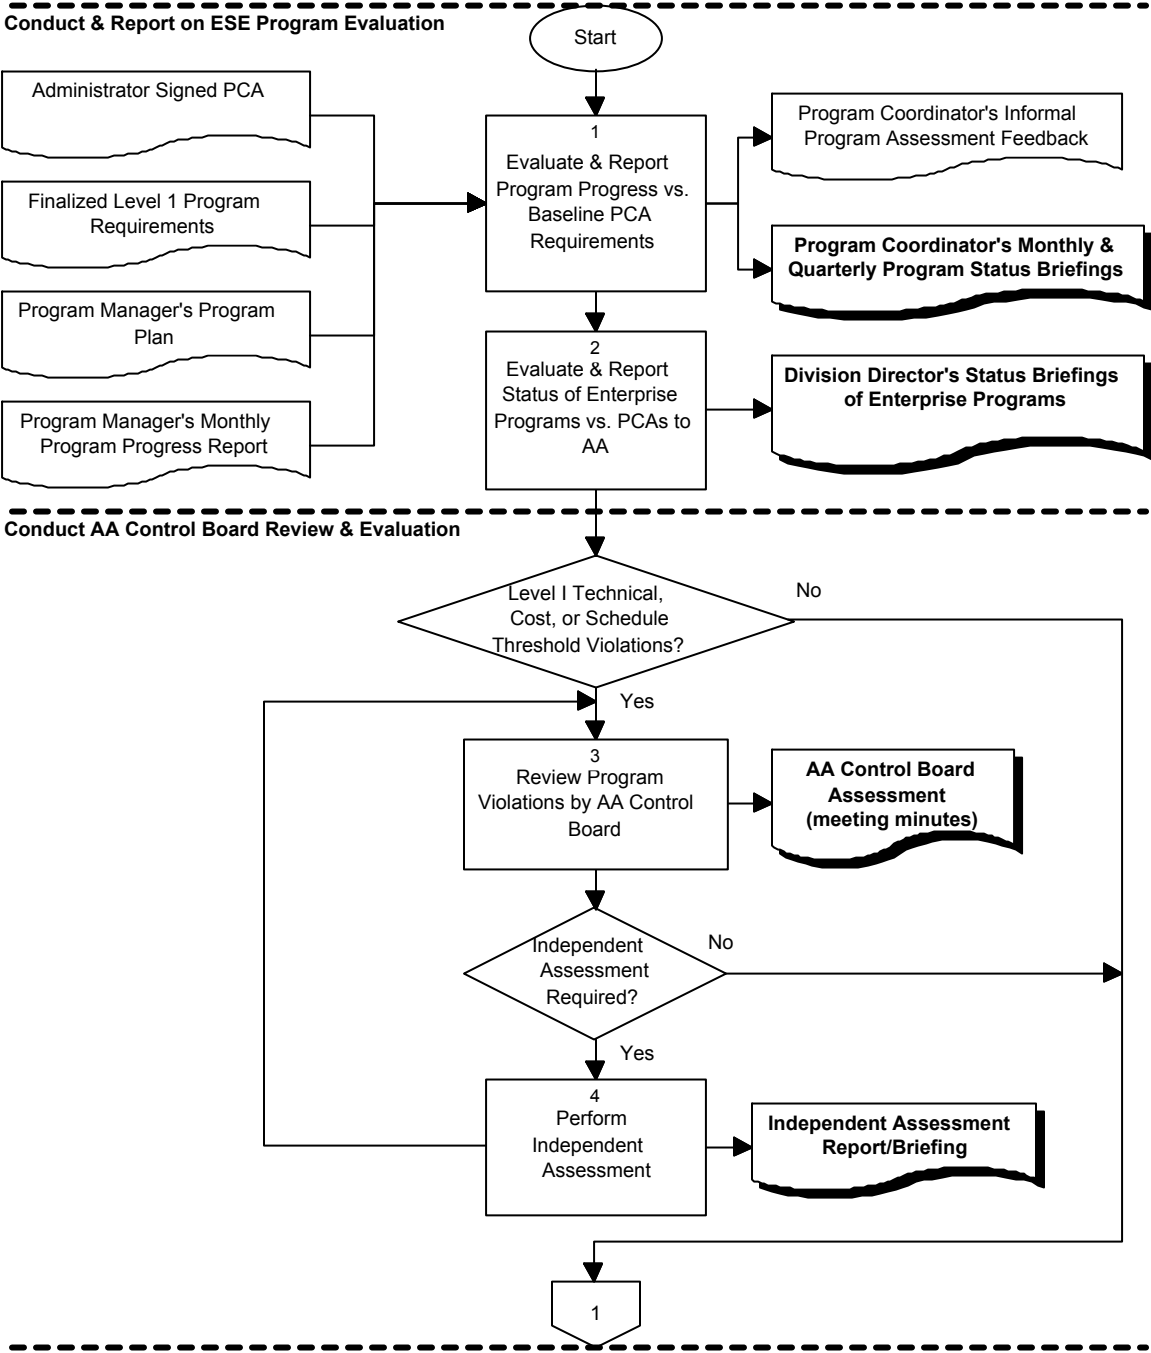 Conduct & Report on ESE Program Evaluation
Start
Administrator Signed PCA
Finalized Level 1 Program
Requirements
Program Manager's Program
Plan
Program Manager's Monthly
Program Progress Report
1
Evaluate & Report
Program Progress vs.
Baseline PCA
Requirements
Program Coordinator's Informal
Program Assessment Feedback
Program Coordinator's Monthly &
Quarterly Program Status Briefings
2
Evaluate & Report
Status of Enterprise
Programs vs. PCAs to
AA
Division Director's Status Briefings
of Enterprise Programs
Conduct AA Control Board Review & Evaluation
Level I Technical,
Cost, or Schedule
Threshold Violations?
No
Yes
3
Review Program
Violations by AA Control
Board
AA Control Board
Assessment
(meeting minutes)
Independent
Assessment
Required?
No
Yes
4
Perform
Independent
Assessment
Independent Assessment
Report/Briefing
1